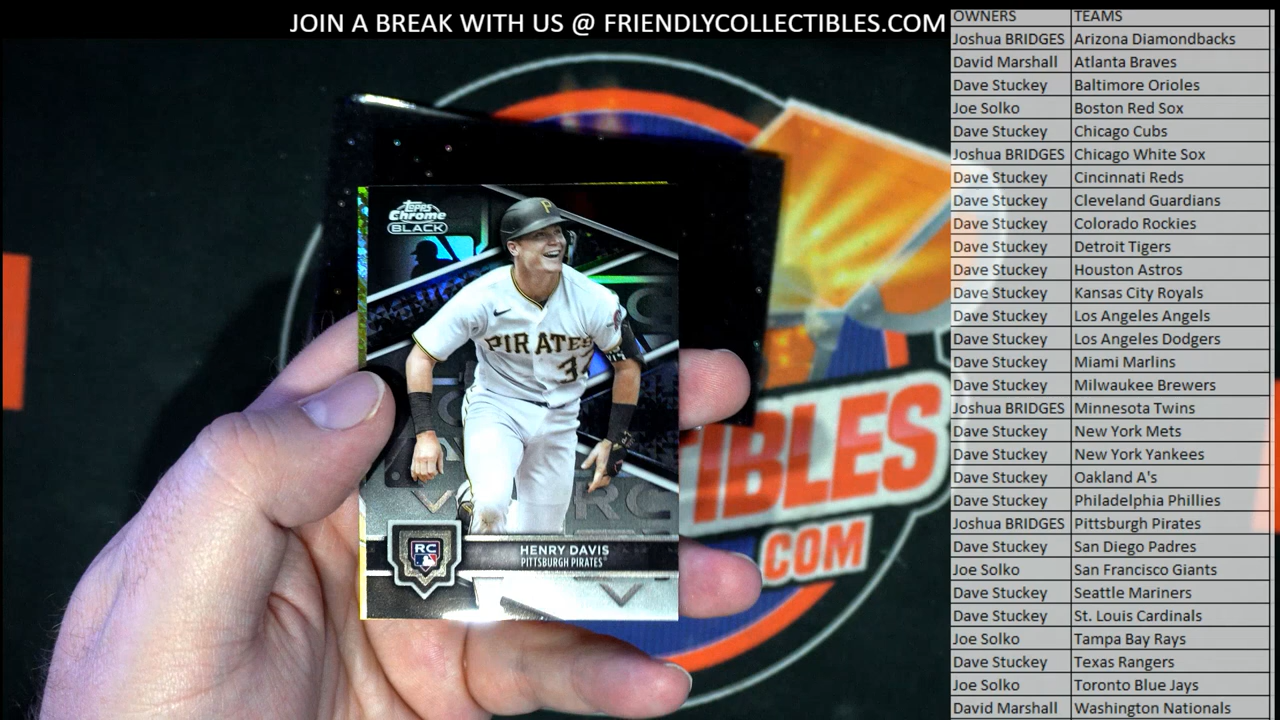 JOIN A BREAK WITH US @ FRIENDLYCOLLECTIBLES.COM
OWNERS TEAMS
Joshua BRIDGES Arizona Diamondbacks
David Marshall Atlanta Braves
Dave Stuckey Baltimore Orioles
Joe Solko Boston Red Sox
Dave Stuckey Chicago Cubs
Joshua BRIDGES Chicago White Sox
Dave Stuckey Cincinnati Reds
Dave Stuckey Cleveland Guardians
Dave Stuckey Colorado Rockies
Dave Stuckey Detroit Tigers
Dave Stuckey Houston Astros
Dave Stuckey Kansas City Royals
Dave Stuckey Los Angeles Angels
Dave Stuckey Los Angeles Dodgers
Dave Stuckey Miami Marlins
Dave Stuckey Milwaukee Brewers
Joshua BRIDGES Minnesota Twins
Dave Stuckey New York Mets
Dave Stuckey New York Yankees
Dave Stuckey Oakland A's
Dave Stuckey Philadelphia Phillies
Joshua BRIDGES Pittsburgh Pirates
Dave Stuckey San Diego Padres
Joe Solko San Francisco Giants
Dave Stuckey Seattle Mariners
Dave Stuckey St. Louis Cardinals
Joe Solko Tampa Bay Rays
Dave Stuckey Texas Rangers
Joe Solko Toronto Blue Jays
David Marshall Washington Nationals
Topps
Chrome
BLACK
P
PIRATES
32
RC
RC
RC
HENRY DAVIS
PITTSBURGH PIRATES
TIBLES
.COM